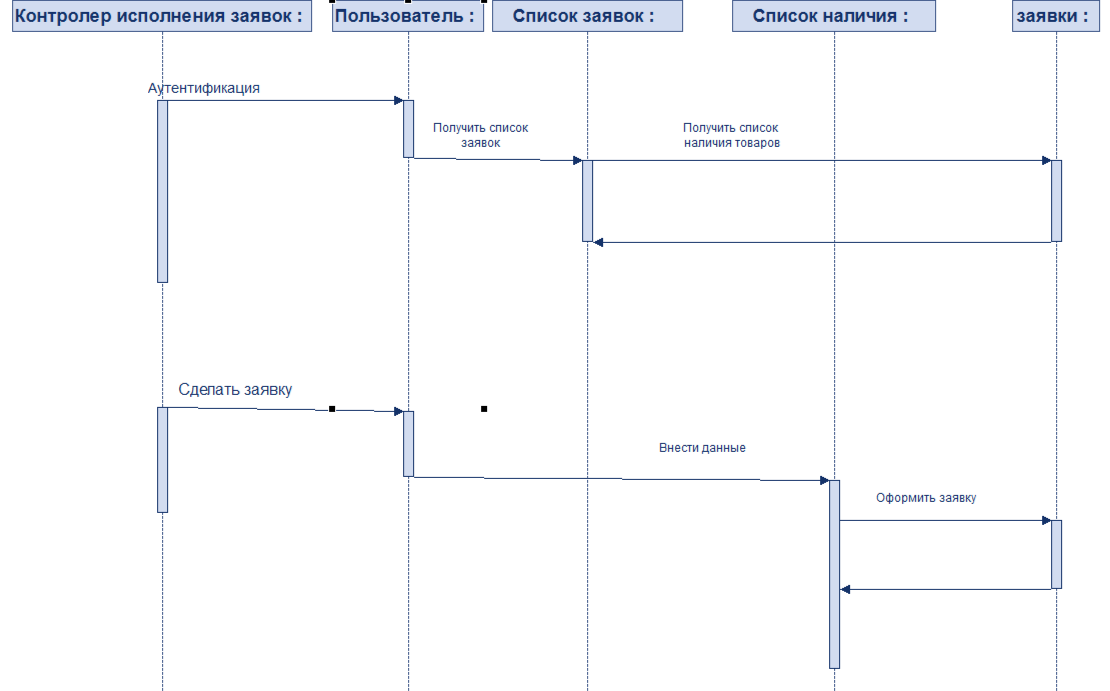 Контролер исполнения заявок :
Пользователь :
Список заявок :
Список наличия :
заявки :
Аутентификация
Получить список
заявок
Получить список
наличия товаров
Сделать заявку
Внести данные
Оформить заявку